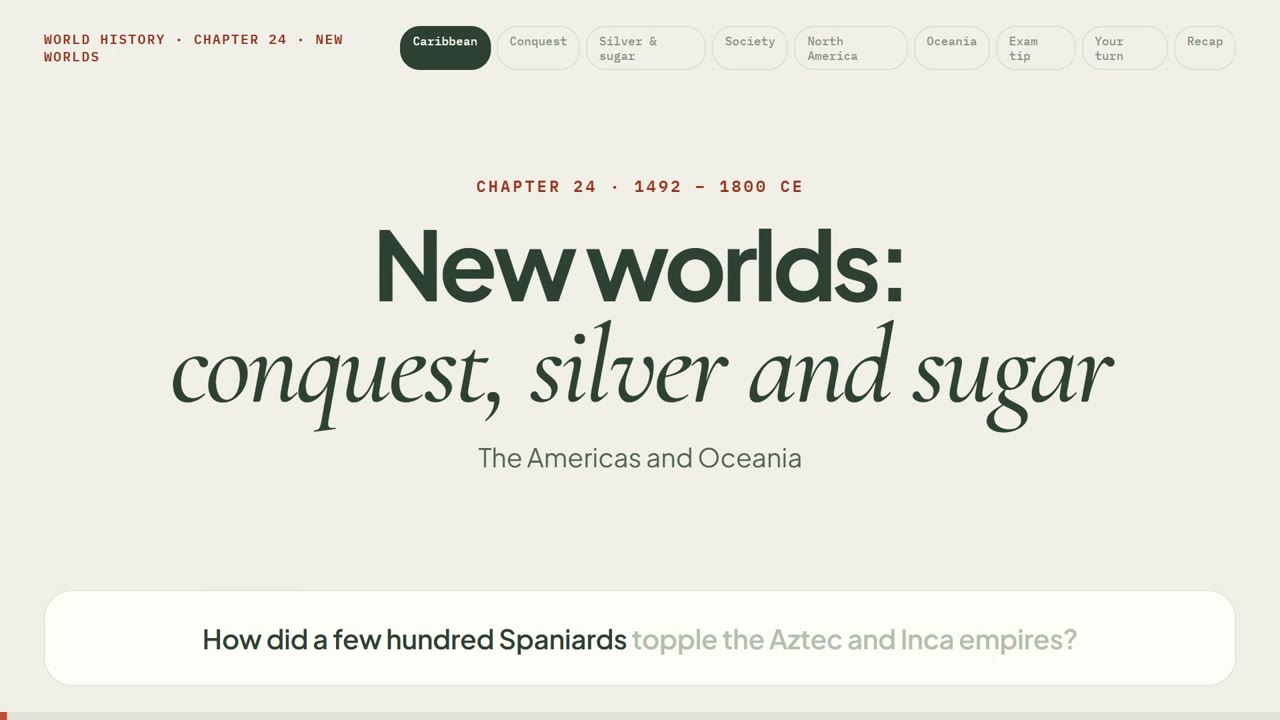 WORLD HISTORY · CHAPTER 24 · NEW
WORLDS
Caribbean
Conquest
Silver &
sugar
Society
North
America
Oceania
Exam
tip
Your
turn
Recap
CHAPTER 24 · 1492 – 1800 CE
New worlds:
conquest, silver and sugar
The Americas and Oceania
How did a few hundred Spaniards topple the Aztec and Inca empires?